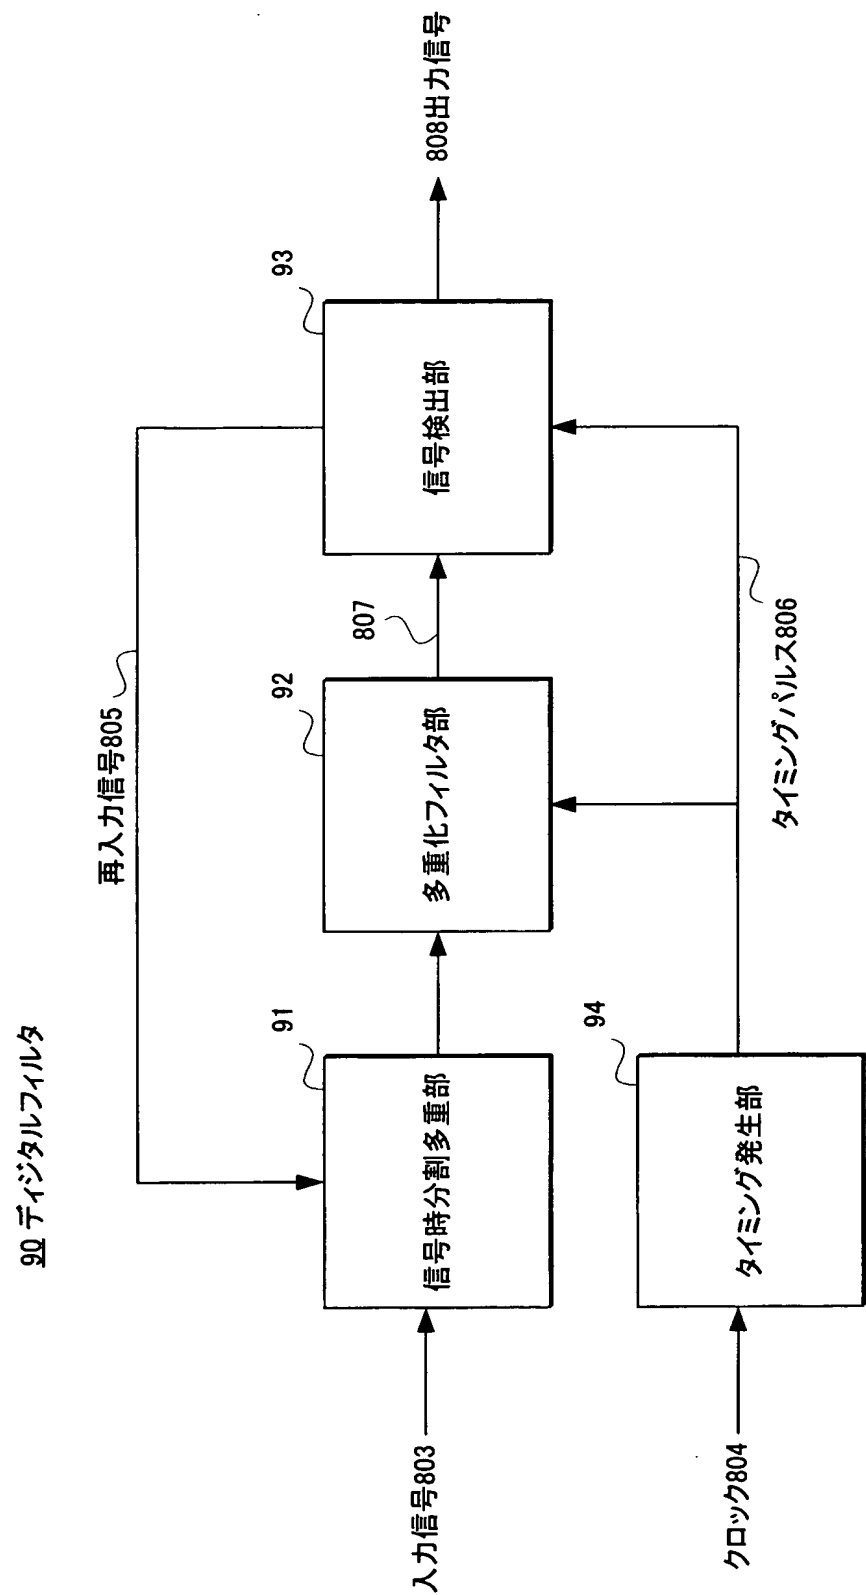 90 ディジタルフィルタ
再入力信号805
入力信号803
91
信号時分割多重部
92
多重化フィルタ部
807
93
信号検出部
808出力信号
クロック804
94
タイミング発生部
タイミングパルス806